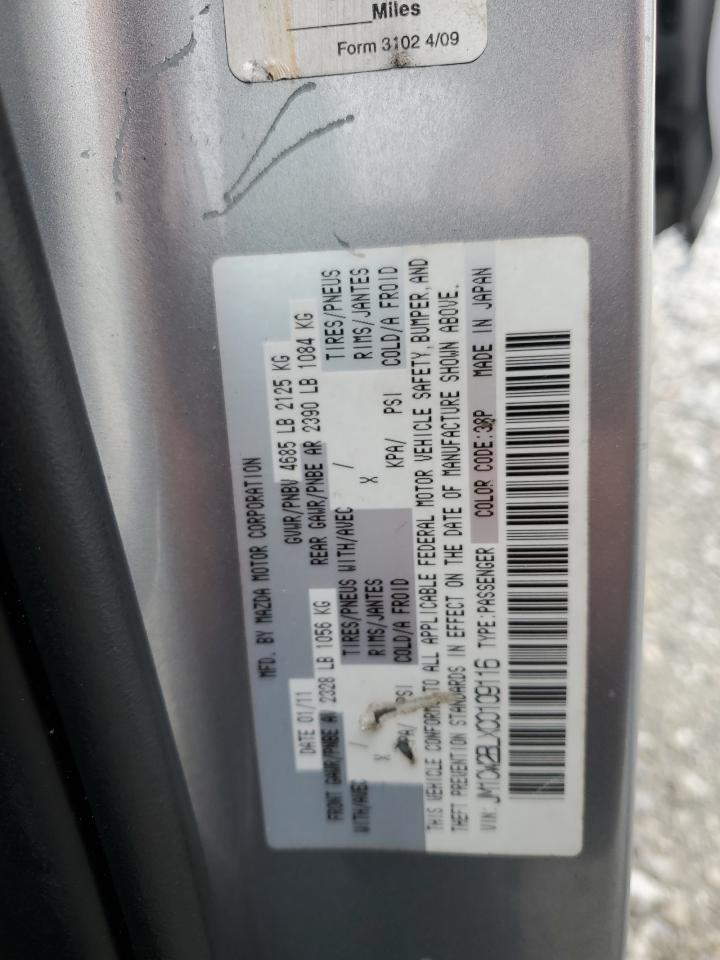 Miles
Form 3102 4/09
MFD. BY MAZDA MOTOR CORPORATION
DATE 01/11 GVWR/PNBV 4685 LB 2125 KG
FRONT GAWR/PNBE AV 2328 LB 1056 KG REAR GAWR/PNBE AR 2390 LB 1084 KG
WITH/AVEC / TIRES/PNEUS WITH/AVEC / TIRES/PNEUS
X RIMS/JANTES X RIMS/JANTES
KPA/ PSI COLD/A FROID KPA/ PSI COLD/A FROID
THIS VEHICLE CONFORMS TO ALL APPLICABLE FEDERAL MOTOR VEHICLE SAFETY, BUMPER, AND
THEFT PREVENTION STANDARDS IN EFFECT ON THE DATE OF MANUFACTURE SHOWN ABOVE.
VIN: JM1CW2BLXC0109116 TYPE:PASSENGER COLOR CODE:38P MADE IN JAPAN